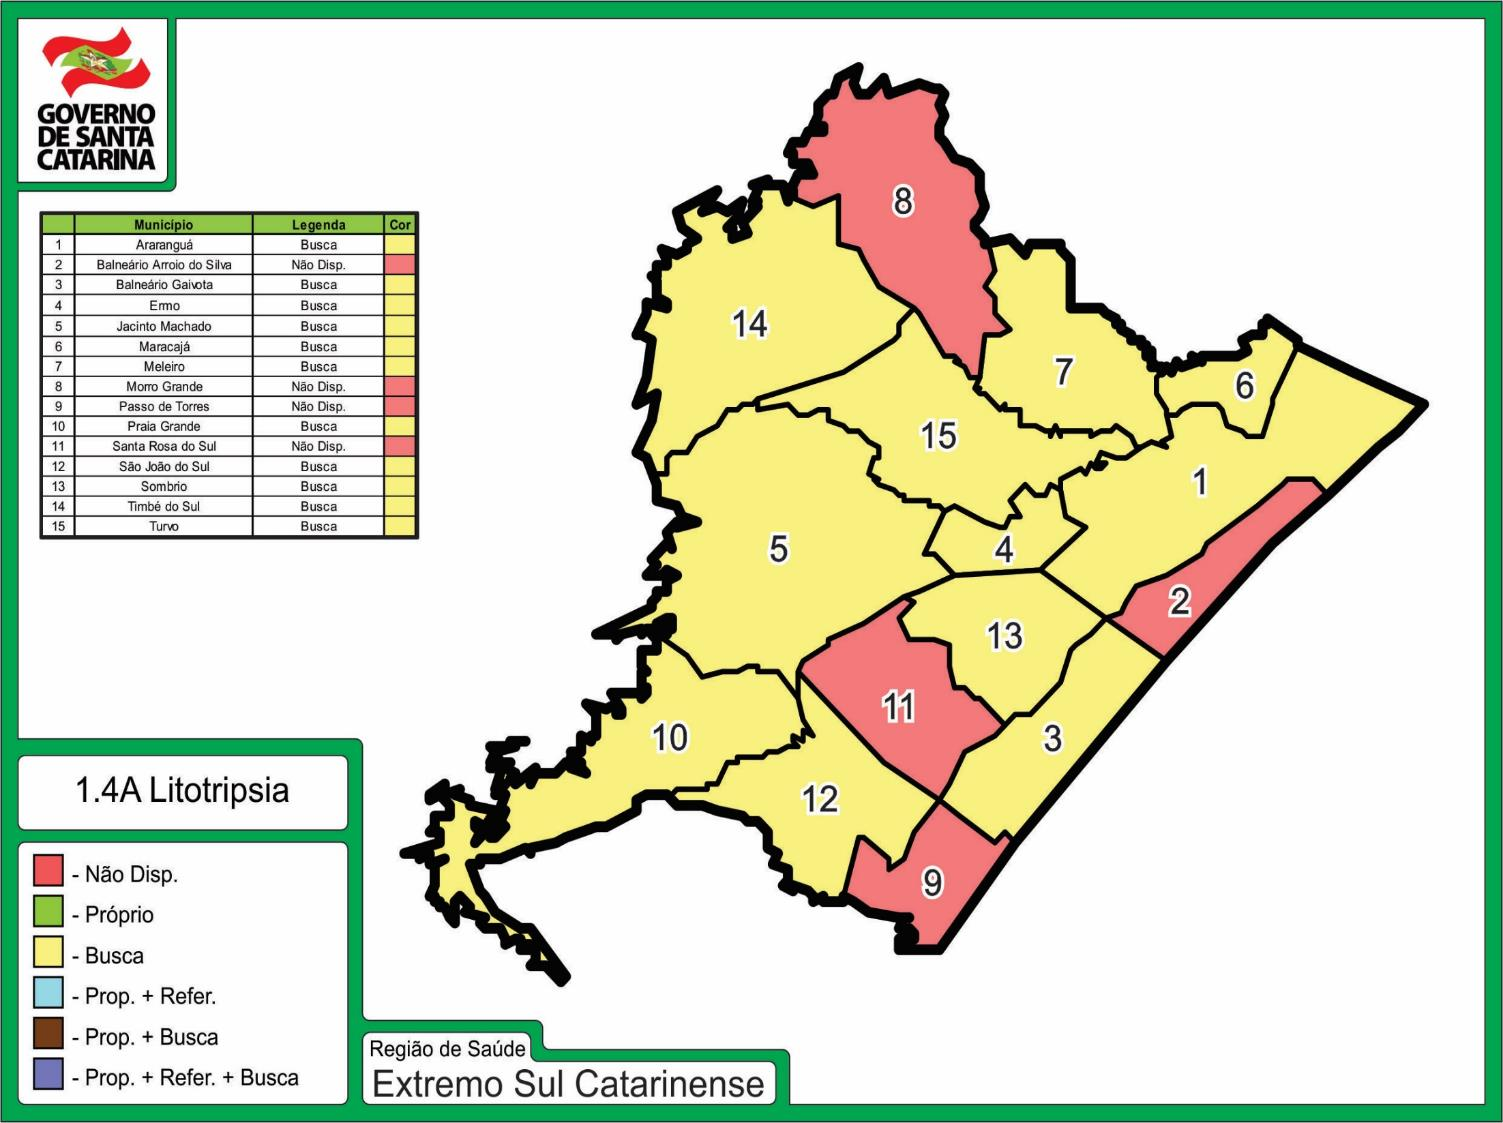 GOVERNO
DE SANTA
CATARINA
Município Legenda Cor
1 Araranguá Busca
2 Balneário Arroio do Silva Não Disp.
3 Balneário Gaivota Busca
4 Ermo Busca
5 Jacinto Machado Busca
6 Maracajá Busca
7 Meleiro Busca
8 Morro Grande Não Disp.
9 Passo de Torres Não Disp.
10 Praia Grande Busca
11 Santa Rosa do Sul Não Disp.
12 São João do Sul Busca
13 Sombrio Busca
14 Timbé do Sul Busca
15 Turvo Busca
8
14
7
6
15
1
5
4
2
13
11
10
3
12
9
1.4A Litotripsia
- Não Disp.
- Próprio
- Busca
- Prop. + Refer.
- Prop. + Busca
- Prop. + Refer. + Busca
Região de Saúde
Extremo Sul Catarinense